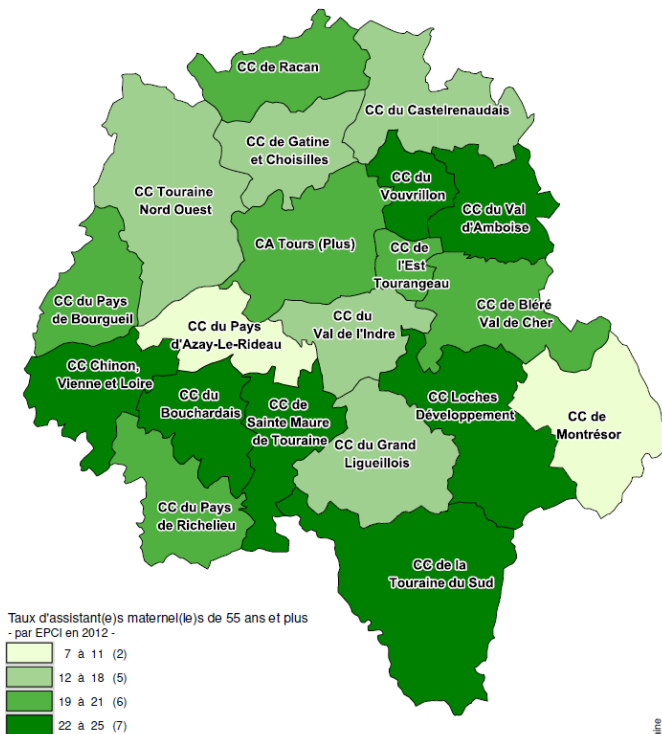 CC de Racan
CC du Castelrenaudais
CC de Gatine
et Choisilles
CC du
Vouvrillon
CC Touraine
Nord Ouest
CC du Val
d'Amboise
CA Tours (Plus)
CC de
l'Est
Tourangeau
CC du Pays
de Bourgueil
CC de Bléré
Val de Cher
CC du
Val de l'Indre
CC du Pays
d'Azay-Le-Rideau
CC Chinon,
Vienne et Loire
CC du
Bouchardais
CC de
Sainte Maure
de Touraine
CC Loches
Développement
CC de
Montrésor
CC du Grand
Ligueillois
CC du Pays
de Richelieu
CC de la
Touraine du Sud
Taux d'assistant(e)s maternel(le)s de 55 ans et plus
- par EPCI en 2012 -
7 à 11 (2)
12 à 18 (5)
19 à 21 (6)
22 à 25 (7)
aine